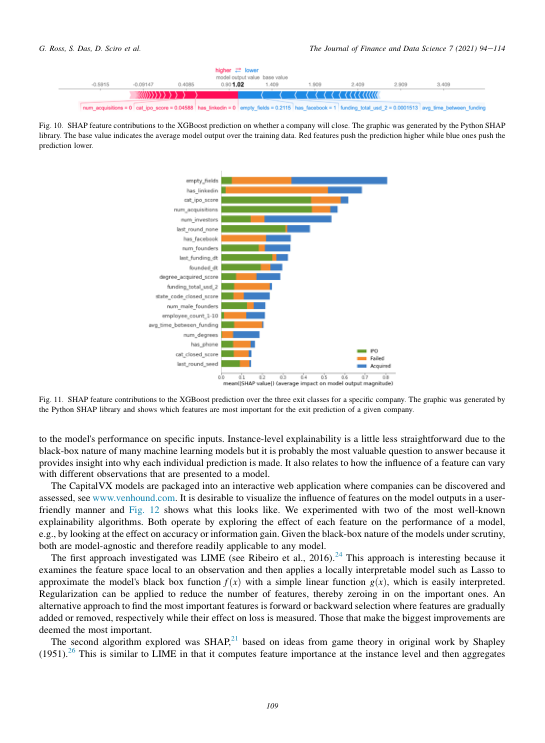 G. Ross, S. Das, D. Sciro et al.
The Journal of Finance and Data Science 7 (2021) 94–114
higher ⇄ lower
model output value base value
-0.5915 -0.09147 0.4085 0.90 1.02 1.409 1.909 2.409 2.909 3.409
num_acquisitions = 0 cat_ipo_score = 0.04588 has_linkedin = 0 empty_fields = 0.2115 has_facebook = 1 funding_total_usd_2 = 0.0001513 avg_time_between_funding
Fig. 10. SHAP feature contributions to the XGBoost prediction on whether a company will close. The graphic was generated by the Python SHAP
library. The base value indicates the average model output over the training data. Red features push the prediction higher while blue ones push the
prediction lower.
empty_fields
has_linkedin
cat_ipo_score
num_acquisitions
num_investors
last_round_none
has_facebook
num_founders
last_funding_dt
founded_dt
degree_acquired_score
funding_total_usd_2
state_code_closed_score
num_male_founders
employee_count_1-10
avg_time_between_funding
num_degrees
has_phone
cat_closed_score
last_round_seed
IPO
Failed
Acquired
0.0 0.1 0.2 0.3 0.4 0.5 0.6 0.7 0.8
mean(|SHAP value|) (average impact on model output magnitude)
Fig. 11. SHAP feature contributions to the XGBoost prediction over the three exit classes for a specific company. The graphic was generated by
the Python SHAP library and shows which features are most important for the exit prediction of a given company.
to the model's performance on specific inputs. Instance-level explainability is a little less straightforward due to the
black-box nature of many machine learning models but it is probably the most valuable question to answer because it
provides insight into why each individual prediction is made. It also relates to how the influence of a feature can vary
with different observations that are presented to a model.
The CapitalVX models are packaged into an interactive web application where companies can be discovered and
assessed, see www.venhound.com. It is desirable to visualize the influence of features on the model outputs in a user-
friendly manner and Fig. 12 shows what this looks like. We experimented with two of the most well-known
explainability algorithms. Both operate by exploring the effect of each feature on the performance of a model,
e.g., by looking at the effect on accuracy or information gain. Given the black-box nature of the models under scrutiny,
both are model-agnostic and therefore readily applicable to any model.
The first approach investigated was LIME (see Ribeiro et al., 2016).24 This approach is interesting because it
examines the feature space local to an observation and then applies a locally interpretable model such as Lasso to
approximate the model's black box function f(x) with a simple linear function g(x), which is easily interpreted.
Regularization can be applied to reduce the number of features, thereby zeroing in on the important ones. An
alternative approach to find the most important features is forward or backward selection where features are gradually
added or removed, respectively while their effect on loss is measured. Those that make the biggest improvements are
deemed the most important.
The second algorithm explored was SHAP,21 based on ideas from game theory in original work by Shapley
(1951).26 This is similar to LIME in that it computes feature importance at the instance level and then aggregates
109